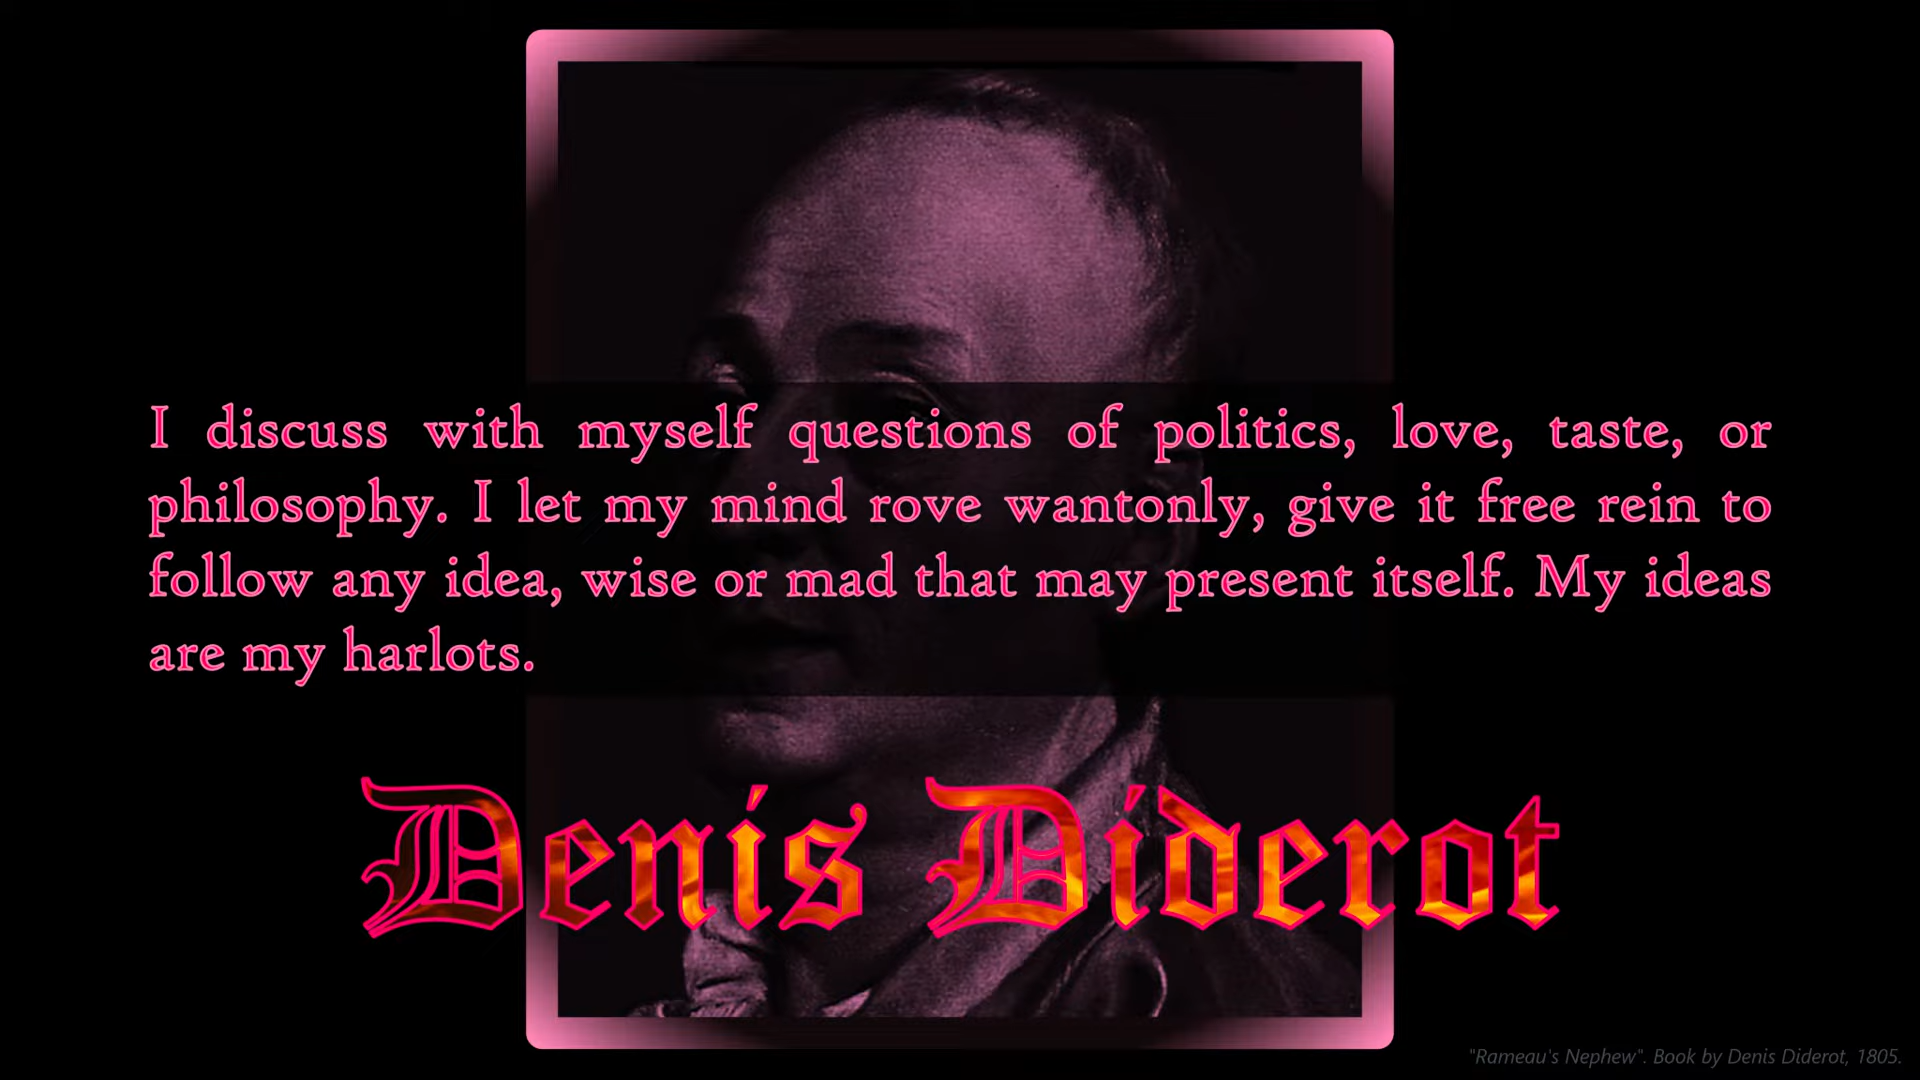 I discuss with myself questions of politics, love, taste, or
philosophy. I let my mind rove wantonly, give it free rein to
follow any idea, wise or mad that may present itself. My ideas
are my harlots.
Denis Diderot
"Rameau's Nephew". Book by Denis Diderot, 1805.